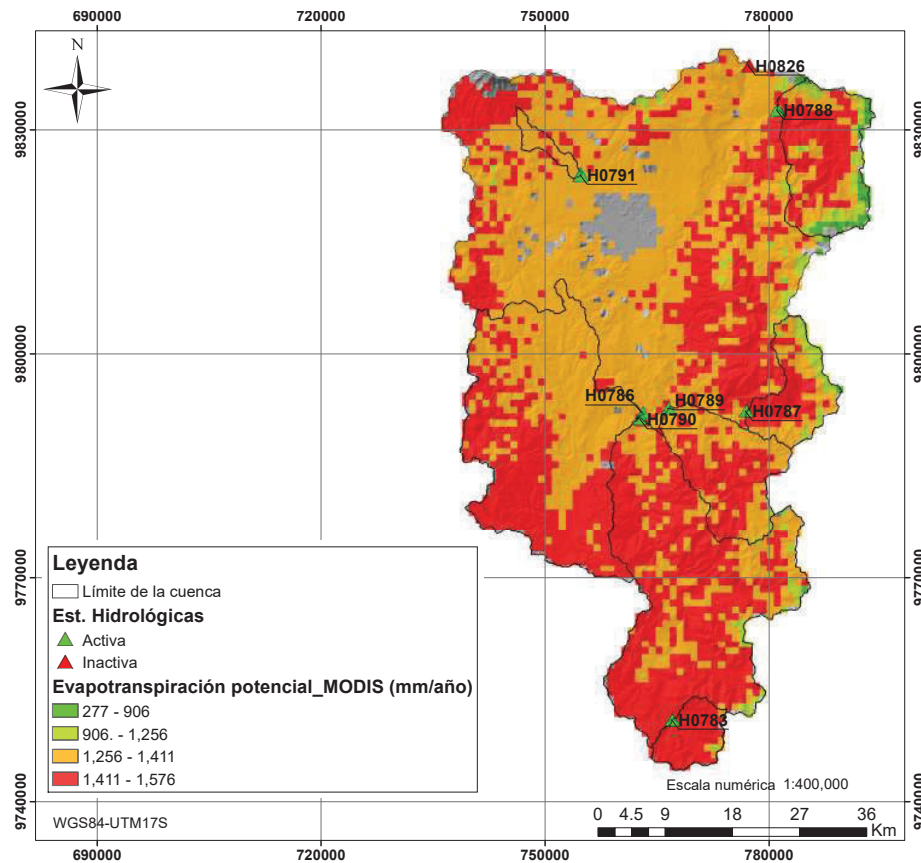 690000 720000 750000 780000
N
H0826
H0788
9830000 9830000
H0791
9800000 9800000
H0786 H0789 H0787
H0790
9770000 9770000
Leyenda
Límite de la cuenca
Est. Hidrológicas
Activa
Inactiva
Evapotranspiración potencial_MODIS (mm/año)
277 - 906
906. - 1,256
1,256 - 1,411
1,411 - 1,576
H0783
Escala numérica 1:400,000
9740000 9740000
WGS84-UTM17S
0 4.5 9 18 27 36
Km
690000 720000 750000 780000